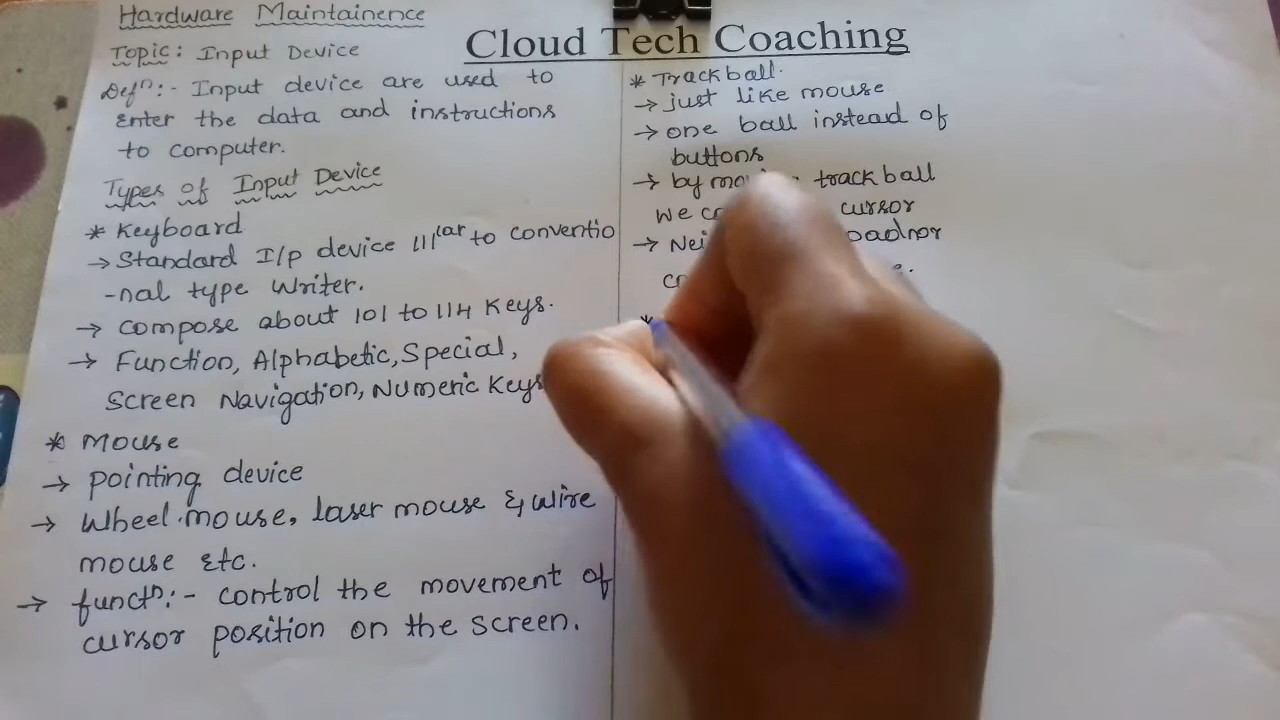 Hardware Maintainence
Cloud Tech Coaching
Topic: Input Device
Defn:- Input device are used to
Enter the data and instructions
to computer.
Types of Input Device
* Keyboard
→ Standard I/p device |||lar to conventio
-nal type writer.
→ compose about 101 to 114 Keys.
→ Function, Alphabetic, Special,
Screen Navigation, Numeric Keys
* Mouse
→ Pointing device
→ Wheel mouse, laser mouse & wire
mouse Etc.
→ functn:- control the movement of
cursor position on the screen.
* Trackball.
→ just like mouse
→ one ball instead of
buttons
→ by trackball
we cursor
→
*